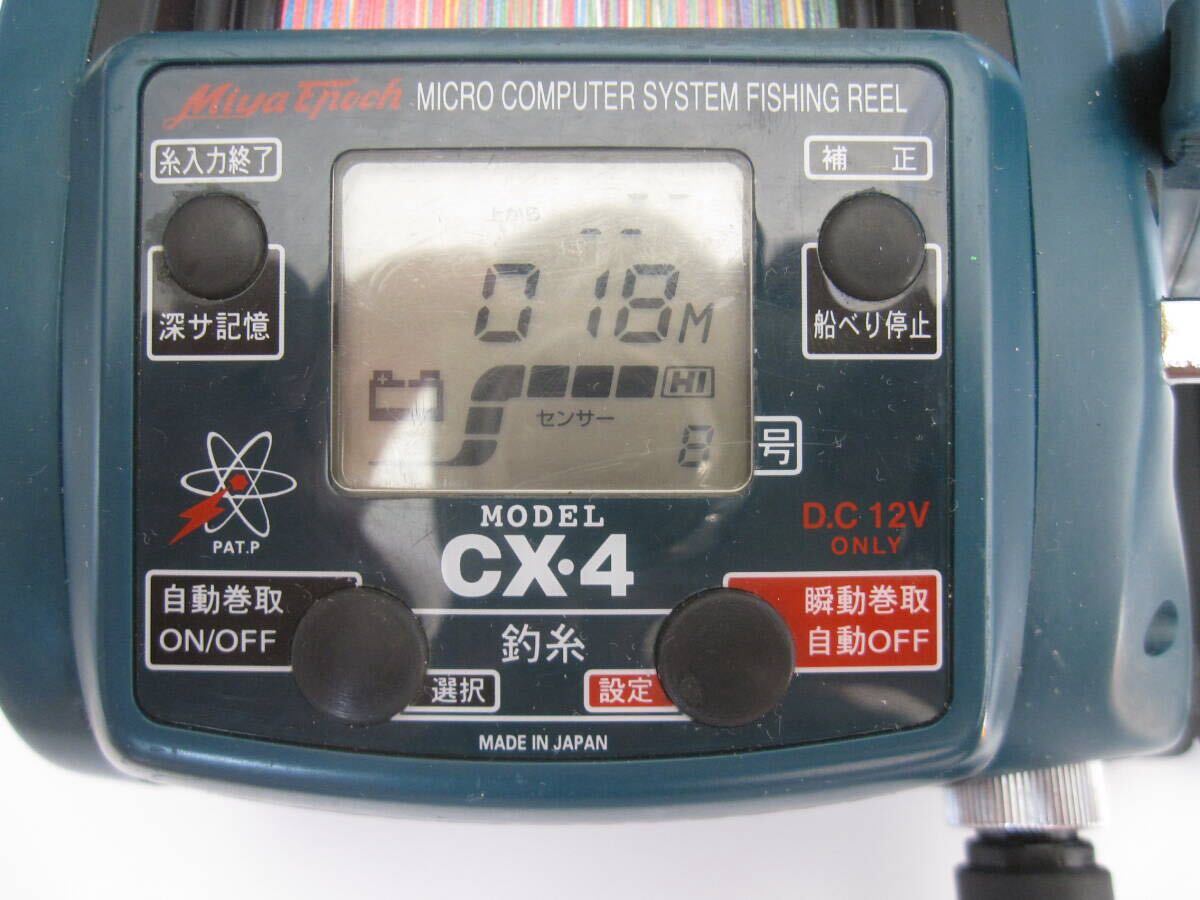 Miya Epoch MICRO COMPUTER SYSTEM FISHING REEL
糸入力終了
補 正
上から
-- 
018M
深サ記憶
船べり停止
+ -
HI
センサー
8
号
PAT.P
MODEL
CX・4
D.C 12V
ONLY
自動巻取
ON/OFF
瞬動巻取
自動OFF
釣糸
選択
設定
MADE IN JAPAN